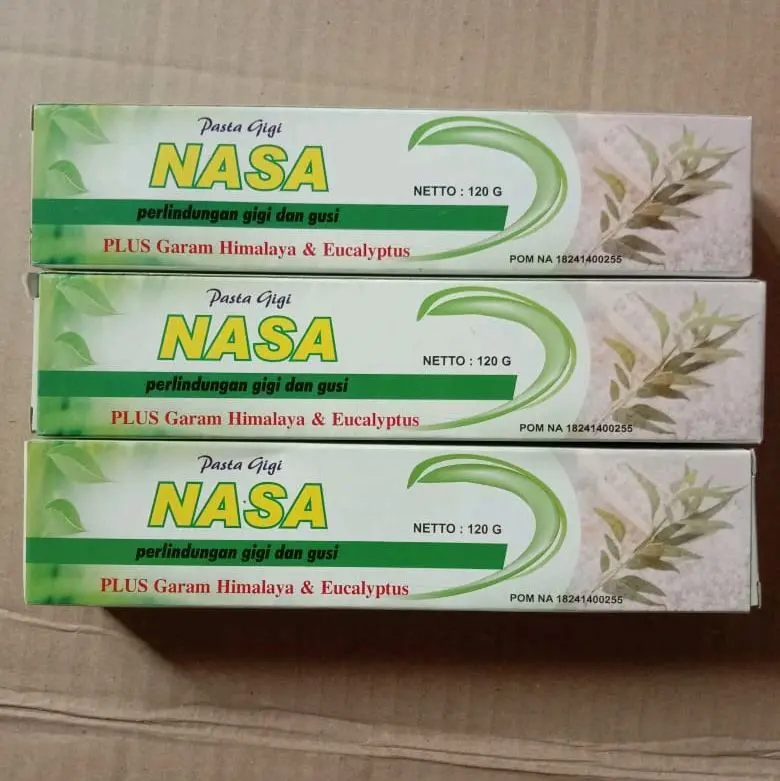 Pasta Gigi
NASA
NETTO : 120 G
perlindungan gigi dan gusi
PLUS Garam Himalaya & Eucalyptus
POM NA 18241400255
Pasta Gigi
NASA
NETTO : 120 G
perlindungan gigi dan gusi
PLUS Garam Himalaya & Eucalyptus
POM NA 18241400255
Pasta Gigi
NASA
NETTO : 120 G
perlindungan gigi dan gusi
PLUS Garam Himalaya & Eucalyptus
POM NA 18241400255